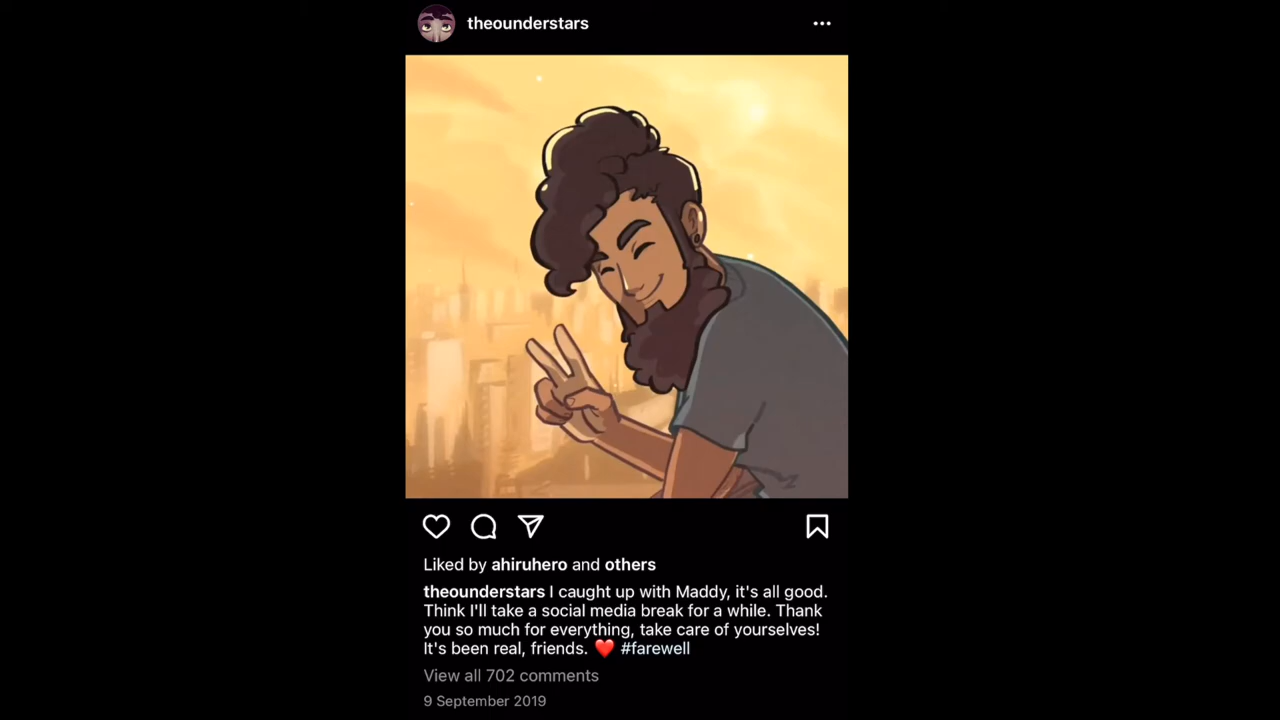 theounderstars
Liked by ahiruhero and others
theounderstars I caught up with Maddy, it's all good.
Think I'll take a social media break for a while. Thank
you so much for everything, take care of yourselves!
It's been real, friends. ❤️ #farewell
View all 702 comments
9 September 2019